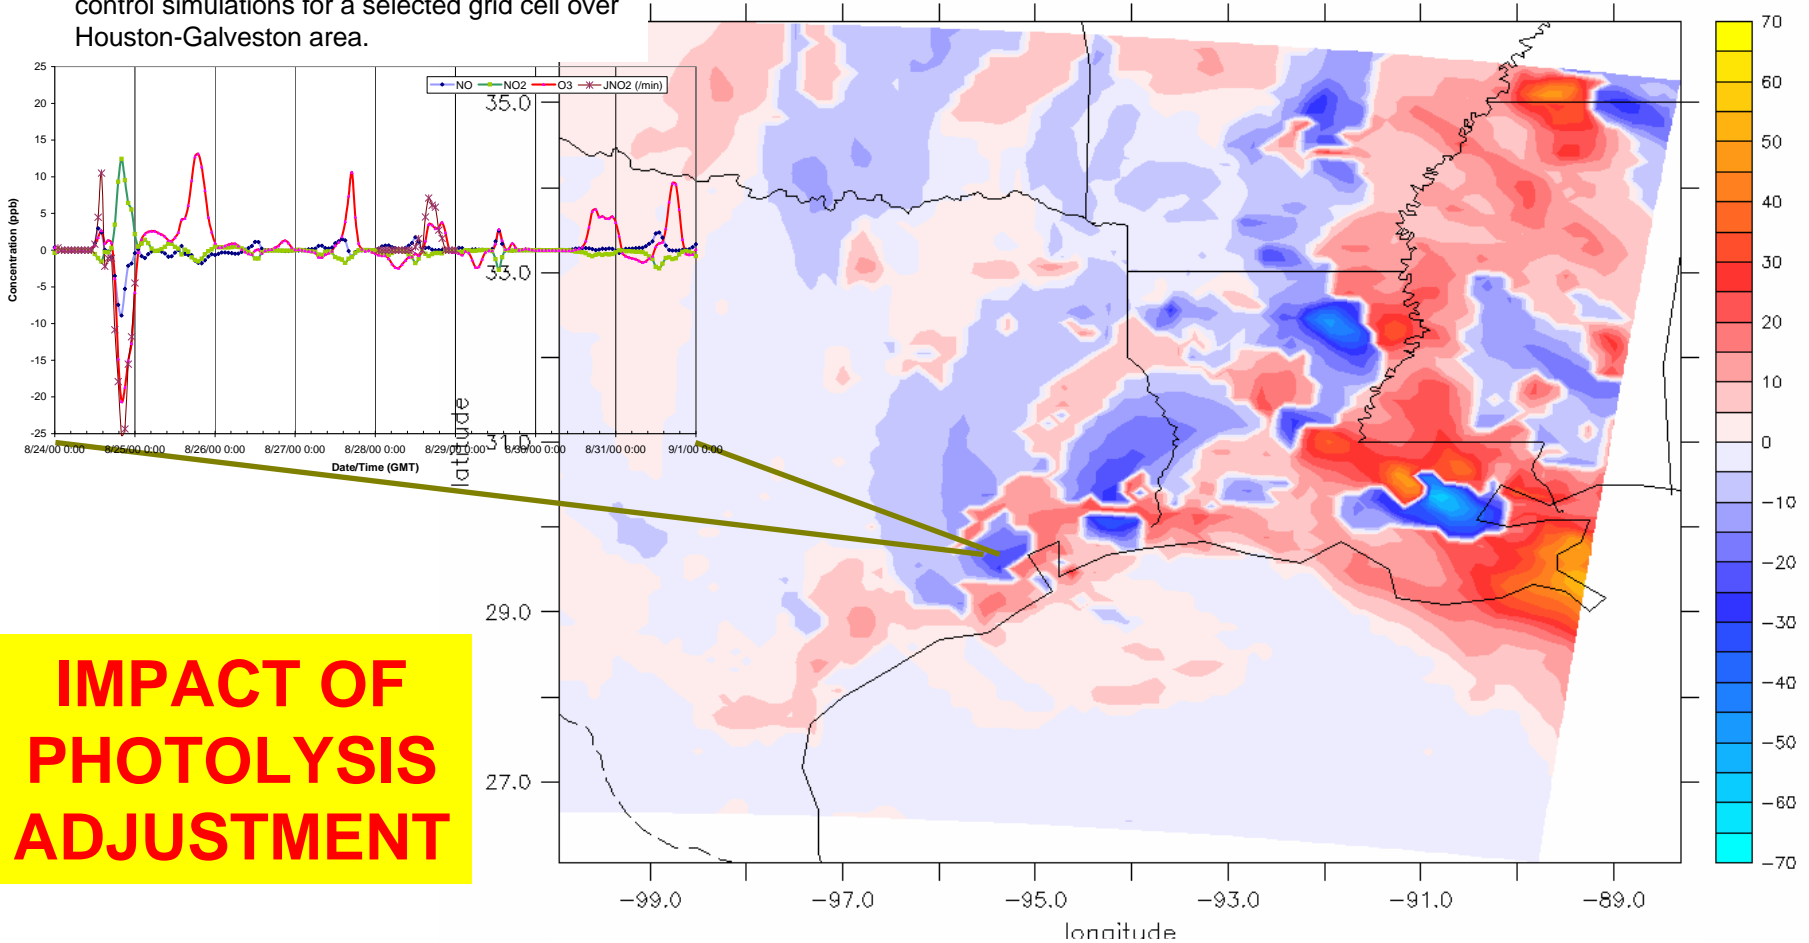 control simulations for a selected grid cell over
Houston-Galveston area.
NO NO2 O3 JNO2 (/min)
25
20
15
10
5
0
-5
-10
-15
-20
-25
Concentration (ppb)
8/24/00 0:00 8/25/00 0:00 8/26/00 0:00 8/27/00 0:00 8/28/00 0:00 8/29/00 0:00 8/30/00 0:00 8/31/00 0:00 9/1/00 0:00
Date/Time (GMT)
35.0
33.0
31.0
29.0
27.0
latitude
-99.0 -97.0 -95.0 -93.0 -91.0 -89.0
longitude
70
60
50
40
30
20
10
0
-10
-20
-30
-40
-50
-60
-70
IMPACT OF
PHOTOLYSIS
ADJUSTMENT